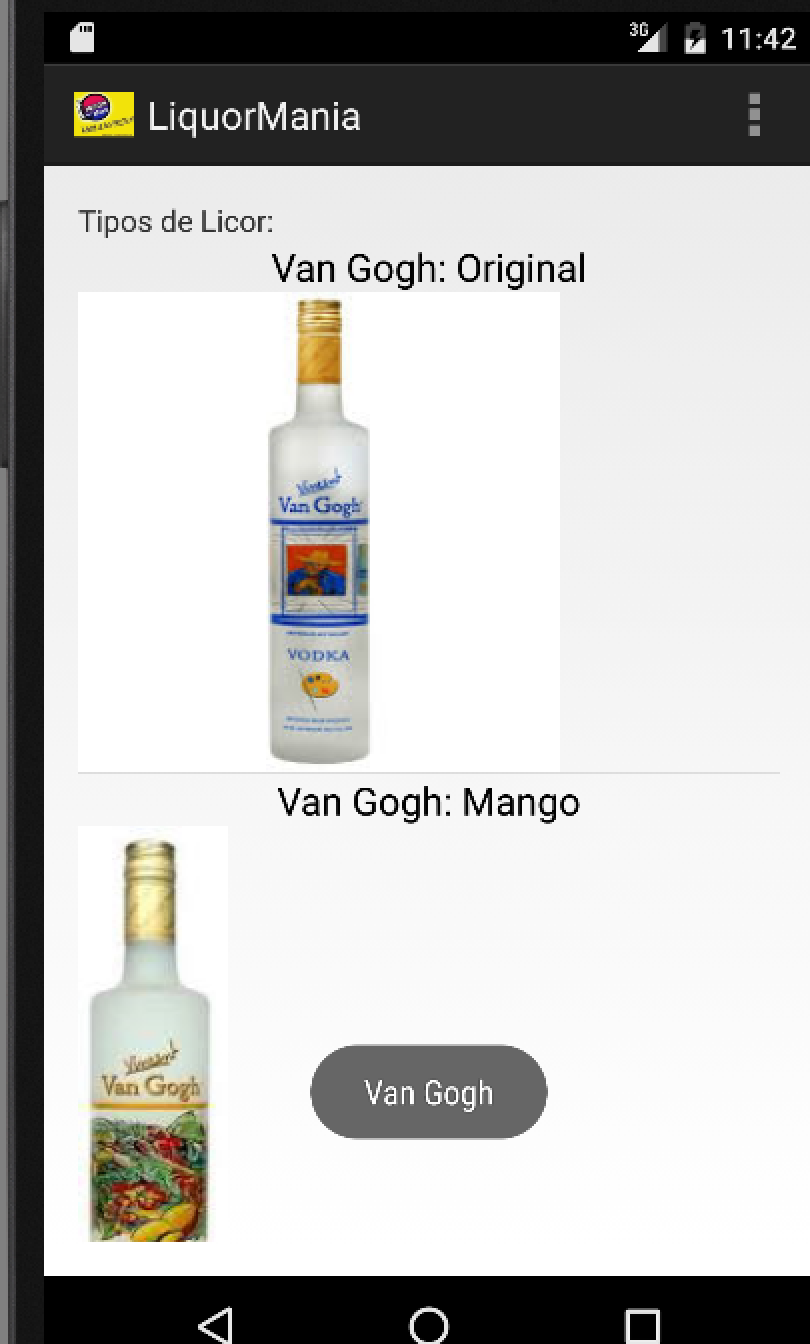 3G 11:42
LiquorMania
Tipos de Licor:
Van Gogh: Original
Vincent
Van Gogh
VODKA
Van Gogh: Mango
Vincent
Van Gogh
Van Gogh